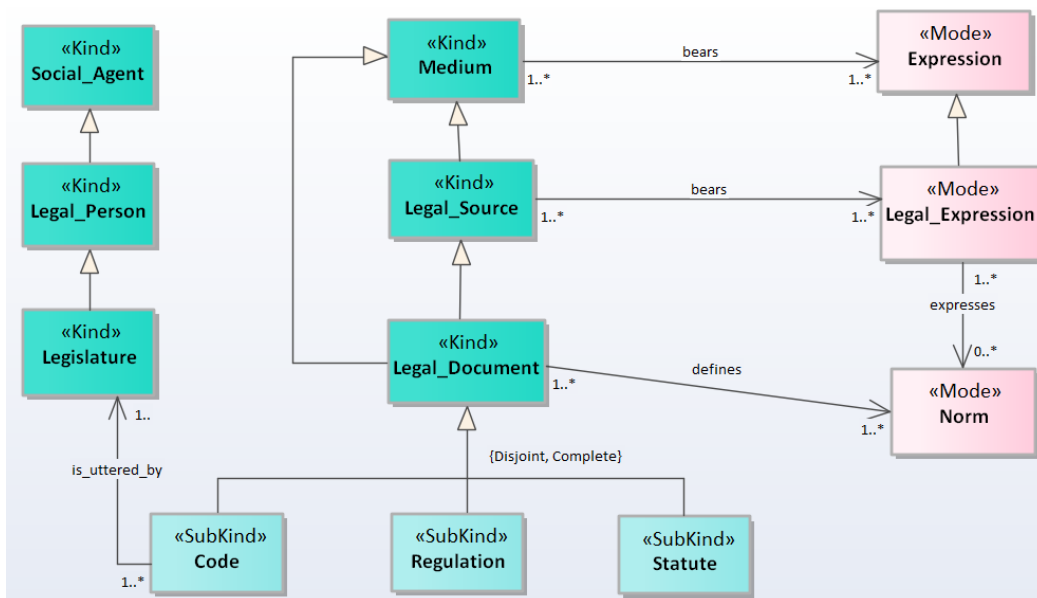 «Kind»
Social_Agent
«Kind»
Medium
bears
1..*
1..*
«Mode»
Expression
«Kind»
Legal_Person
«Kind»
Legal_Source
bears
1..*
1..*
«Mode»
Legal_Expression
1..*
expresses
0..*
«Kind»
Legislature
«Kind»
Legal_Document
1..*
defines
1..*
«Mode»
Norm
1..
is_uttered_by
1..*
{Disjoint, Complete}
«SubKind»
Code
«SubKind»
Regulation
«SubKind»
Statute